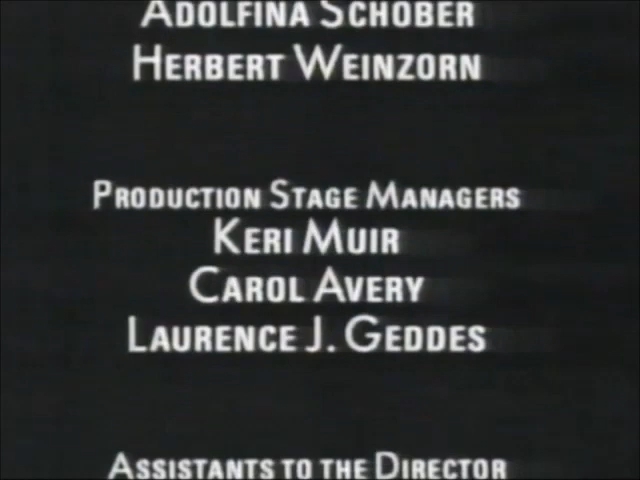 ADOLFINA SCHOBER
HERBERT WEINZORN
PRODUCTION STAGE MANAGERS
KERI MUIR
CAROL AVERY
LAURENCE J. GEDDES
ASSISTANTS TO THE DIRECTOR